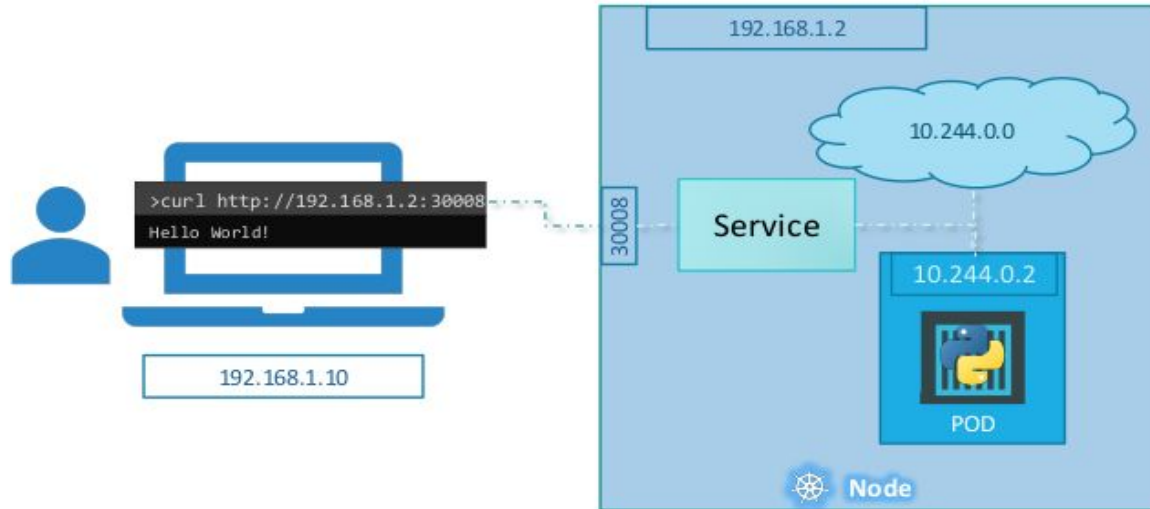 192.168.1.2
10.244.0.0
>curl http://192.168.1.2:30008
Hello World!
30008
Service
10.244.0.2
POD
192.168.1.10
Node